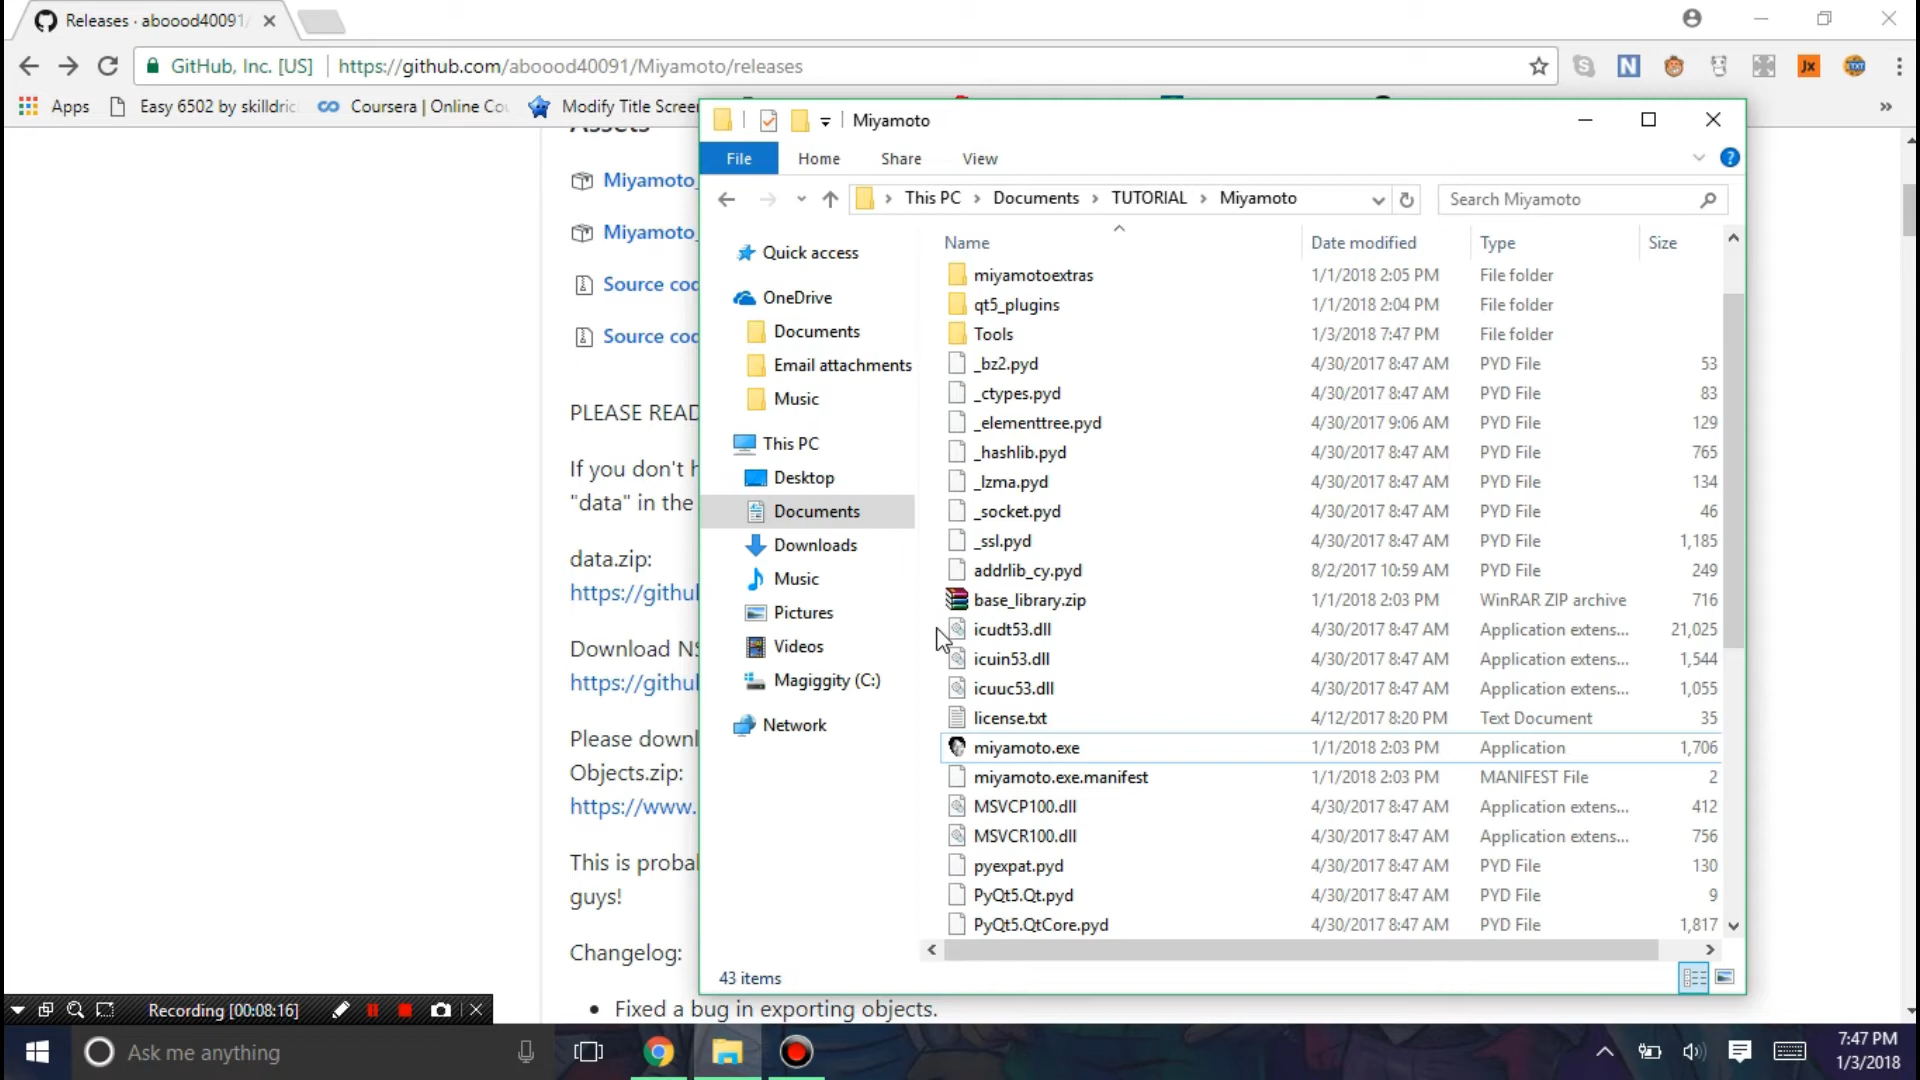 Releases · aboood40091/
GitHub, Inc. [US] https://github.com/aboood40091/Miyamoto/releases
N Jx TXT
Apps Easy 6502 by skilldric Coursera | Online Co Modify Title Screen »
Assets
Miyamoto_
Miyamoto_
Source cod
Source cod
PLEASE READ
If you don't h
"data" in the
data.zip:
https://githul
Download NS
https://githul
Please downl
Objects.zip:
https://www.
This is probal
guys!
Changelog:
Fixed a bug in exporting objects.
Miyamoto
File Home Share View
This PC Documents TUTORIAL Miyamoto
Search Miyamoto
Quick access
OneDrive
Documents
Email attachments
Music
This PC
Desktop
Documents
Downloads
Music
Pictures
Videos
Magiggity (C:)
Network
Name Date modified Type Size
miyamotoextras 1/1/2018 2:05 PM File folder
qt5_plugins 1/1/2018 2:04 PM File folder
Tools 1/3/2018 7:47 PM File folder
_bz2.pyd 4/30/2017 8:47 AM PYD File 53
_ctypes.pyd 4/30/2017 8:47 AM PYD File 83
_elementtree.pyd 4/30/2017 9:06 AM PYD File 129
_hashlib.pyd 4/30/2017 8:47 AM PYD File 765
_lzma.pyd 4/30/2017 8:47 AM PYD File 134
_socket.pyd 4/30/2017 8:47 AM PYD File 46
_ssl.pyd 4/30/2017 8:47 AM PYD File 1,185
addrlib_cy.pyd 8/2/2017 10:59 AM PYD File 249
base_library.zip 1/1/2018 2:03 PM WinRAR ZIP archive 716
icudt53.dll 4/30/2017 8:47 AM Application extens... 21,025
icuin53.dll 4/30/2017 8:47 AM Application extens... 1,544
icuuc53.dll 4/30/2017 8:47 AM Application extens... 1,055
license.txt 4/12/2017 8:20 PM Text Document 35
miyamoto.exe 1/1/2018 2:03 PM Application 1,706
miyamoto.exe.manifest 1/1/2018 2:03 PM MANIFEST File 2
MSVCP100.dll 4/30/2017 8:47 AM Application extens... 412
MSVCR100.dll 4/30/2017 8:47 AM Application extens... 756
pyexpat.pyd 4/30/2017 8:47 AM PYD File 130
PyQt5.Qt.pyd 4/30/2017 8:47 AM PYD File 9
PyQt5.QtCore.pyd 4/30/2017 8:47 AM PYD File 1,817
43 items
Recording [00:08:16]
Ask me anything
7:47 PM
1/3/2018